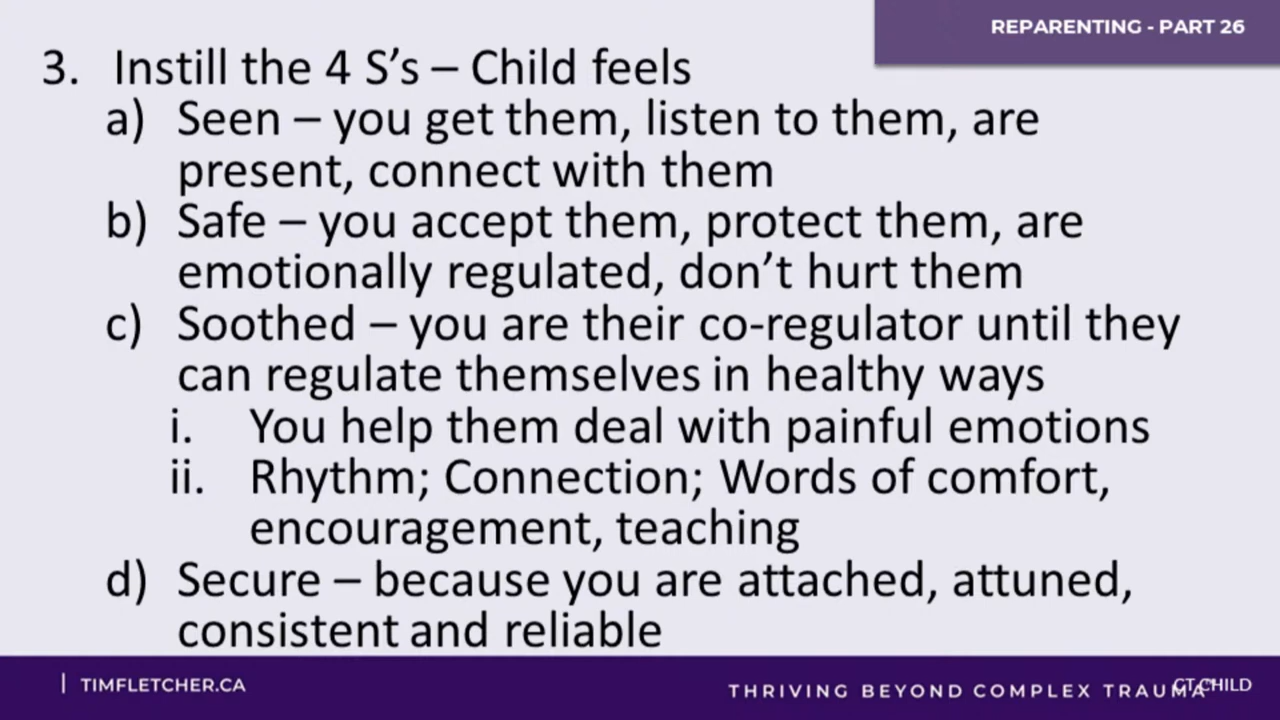 REPARENTING - PART 26
3. Instill the 4 S’s – Child feels
a) Seen – you get them, listen to them, are
present, connect with them
b) Safe – you accept them, protect them, are
emotionally regulated, don’t hurt them
c) Soothed – you are their co-regulator until they
can regulate themselves in healthy ways
i. You help them deal with painful emotions
ii. Rhythm; Connection; Words of comfort,
encouragement, teaching
d) Secure – because you are attached, attuned,
consistent and reliable
| TIMFLETCHER.CA
THRIVING BEYOND COMPLEX TRAUMA™
CT CHILD